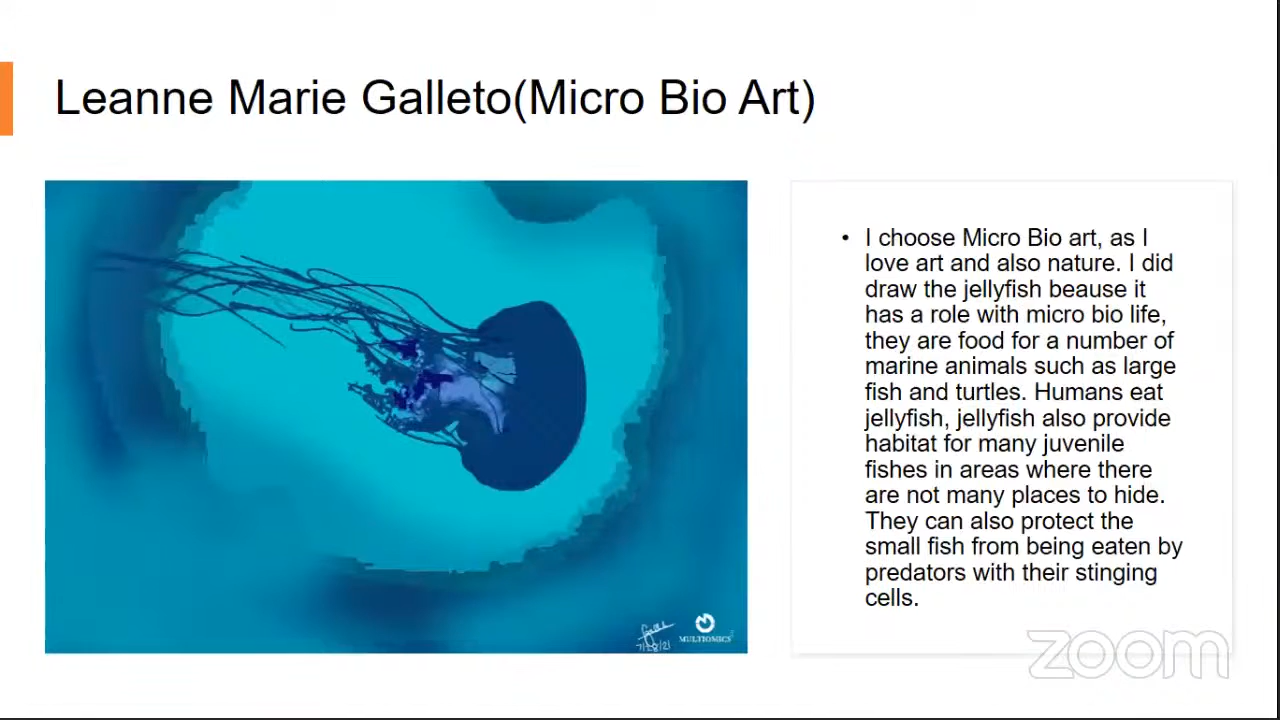 Leanne Marie Galleto(Micro Bio Art)
• I choose Micro Bio art, as I
love art and also nature. I did
draw the jellyfish beause it
has a role with micro bio life,
they are food for a number of
marine animals such as large
fish and turtles. Humans eat
jellyfish, jellyfish also provide
habitat for many juvenile
fishes in areas where there
are not many places to hide.
They can also protect the
small fish from being eaten by
predators with their stinging
cells.
7/28/21
MULTIOMICS
zoom